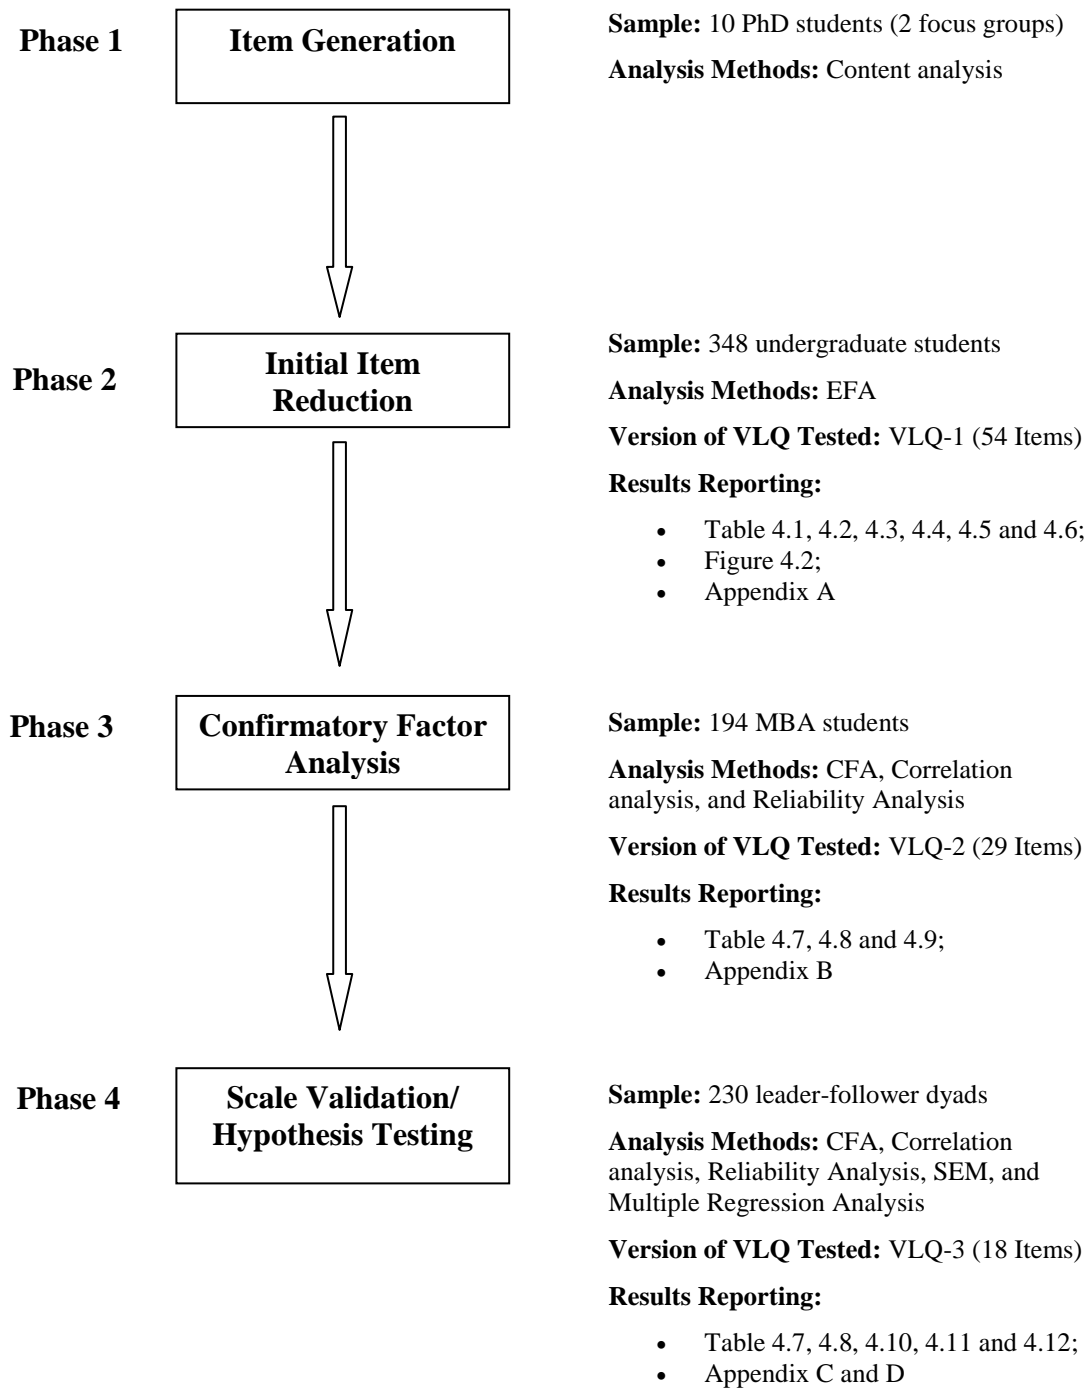 Phase 1
Item Generation
Sample: 10 PhD students (2 focus groups)
Analysis Methods: Content analysis
Phase 2
Initial Item
Reduction
Sample: 348 undergraduate students
Analysis Methods: EFA
Version of VLQ Tested: VLQ-1 (54 Items)
Results Reporting:
• Table 4.1, 4.2, 4.3, 4.4, 4.5 and 4.6;
• Figure 4.2;
• Appendix A
Phase 3
Confirmatory Factor
Analysis
Sample: 194 MBA students
Analysis Methods: CFA, Correlation
analysis, and Reliability Analysis
Version of VLQ Tested: VLQ-2 (29 Items)
Results Reporting:
• Table 4.7, 4.8 and 4.9;
• Appendix B
Phase 4
Scale Validation/
Hypothesis Testing
Sample: 230 leader-follower dyads
Analysis Methods: CFA, Correlation
analysis, Reliability Analysis, SEM, and
Multiple Regression Analysis
Version of VLQ Tested: VLQ-3 (18 Items)
Results Reporting:
• Table 4.7, 4.8, 4.10, 4.11 and 4.12;
• Appendix C and D